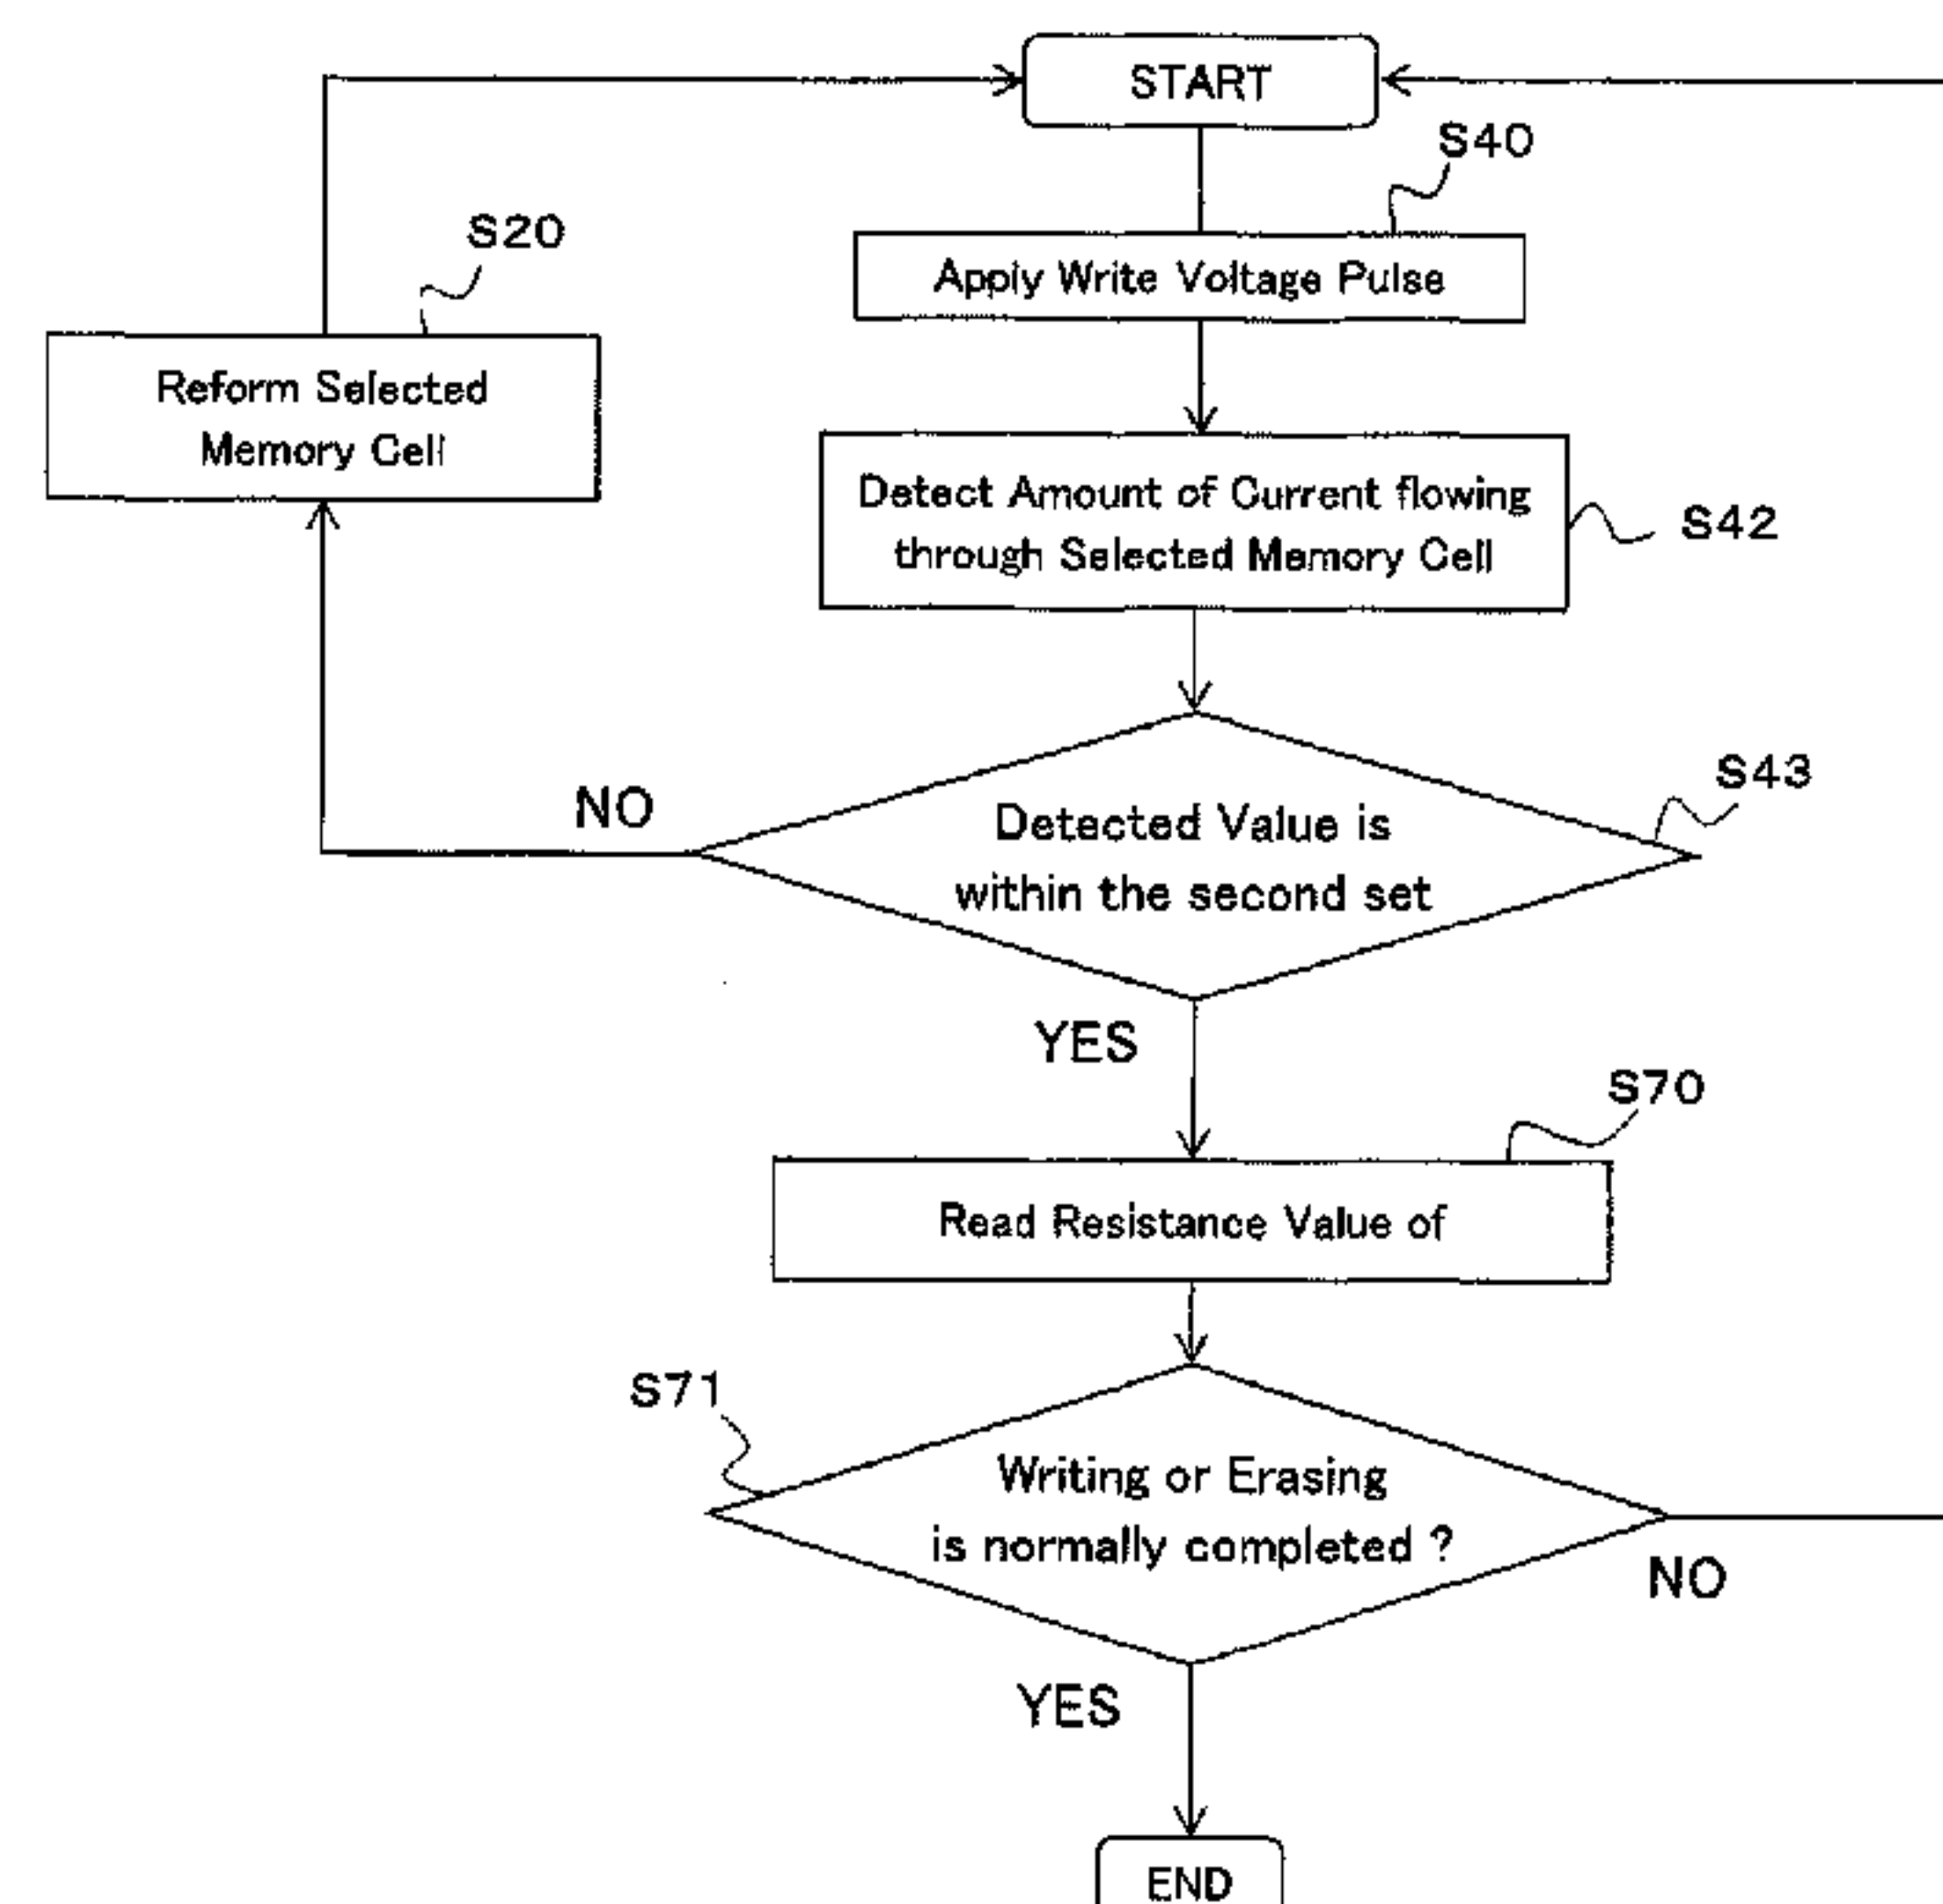 START
S40
S20
Apply Write Voltage Pulse
Reform Selected
Memory Cell
Detect Amount of Current flowing
through Selected Memory Cell
S42
S43
NO
Detected Value is
within the second set
YES
S70
Read Resistance Value of
S71
Writing or Erasing
is normally completed ?
NO
YES
END